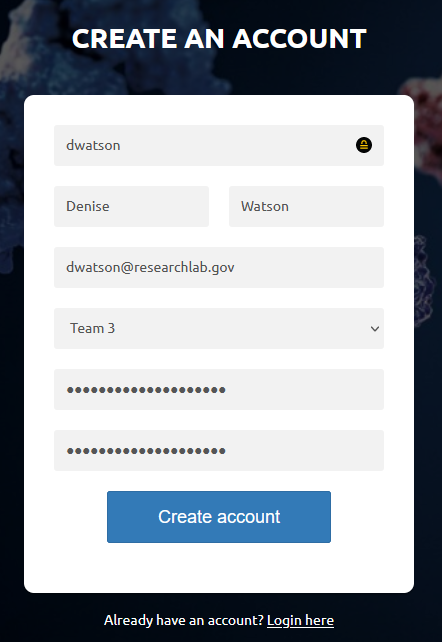 CREATE AN ACCOUNT
dwatson
Denise Watson
dwatson@researchlab.gov
Team 3
••••••••••••••••••••
••••••••••••••••••••
Create account
Already have an account? Login here